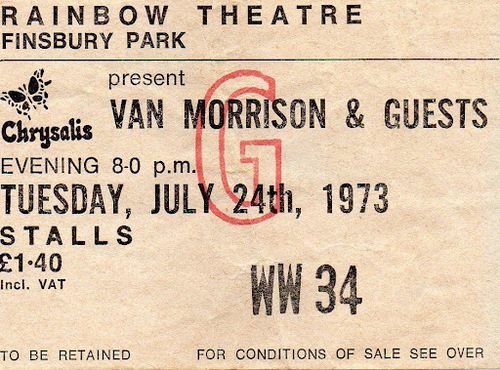 RAINBOW THEATRE
FINSBURY PARK
Chrysalis
present
VAN MORRISON & GUESTS
G
EVENING 8·0 p.m.
TUESDAY, JULY 24th, 1973
STALLS
£1·40
Incl. VAT
WW 34
TO BE RETAINED
FOR CONDITIONS OF SALE SEE OVER